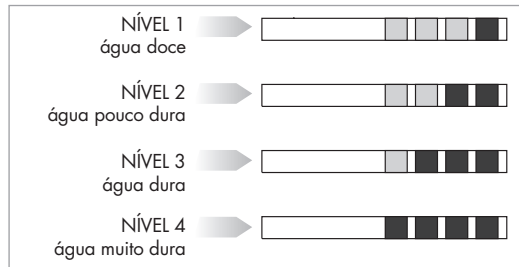 NÍVEL 1
água doce
NÍVEL 2
água pouco dura
NÍVEL 3
água dura
NÍVEL 4
água muito dura